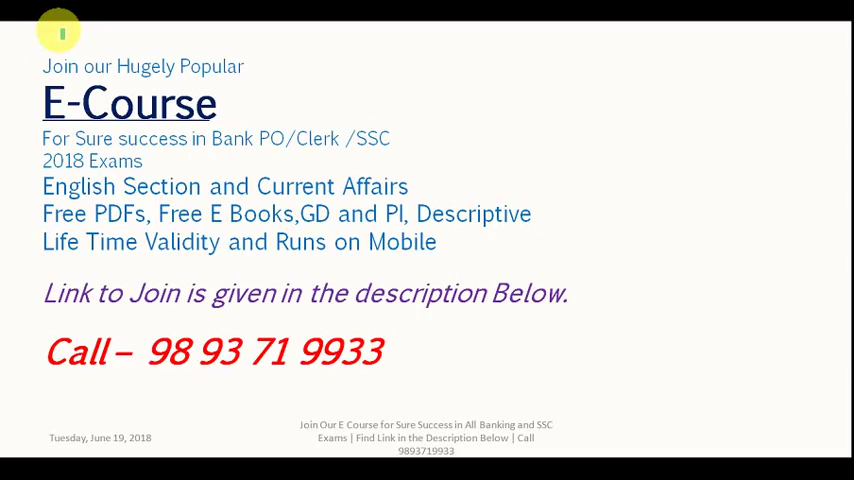 Join our Hugely Popular
E-Course
For Sure success in Bank PO/Clerk /SSC
2018 Exams
English Section and Current Affairs
Free PDFs, Free E Books,GD and PI, Descriptive
Life Time Validity and Runs on Mobile
Link to Join is given in the description Below.
Call – 98 93 71 9933
Tuesday, June 19, 2018
Join Our E Course for Sure Success in All Banking and SSC
Exams | Find Link in the Description Below | Call
9893719933